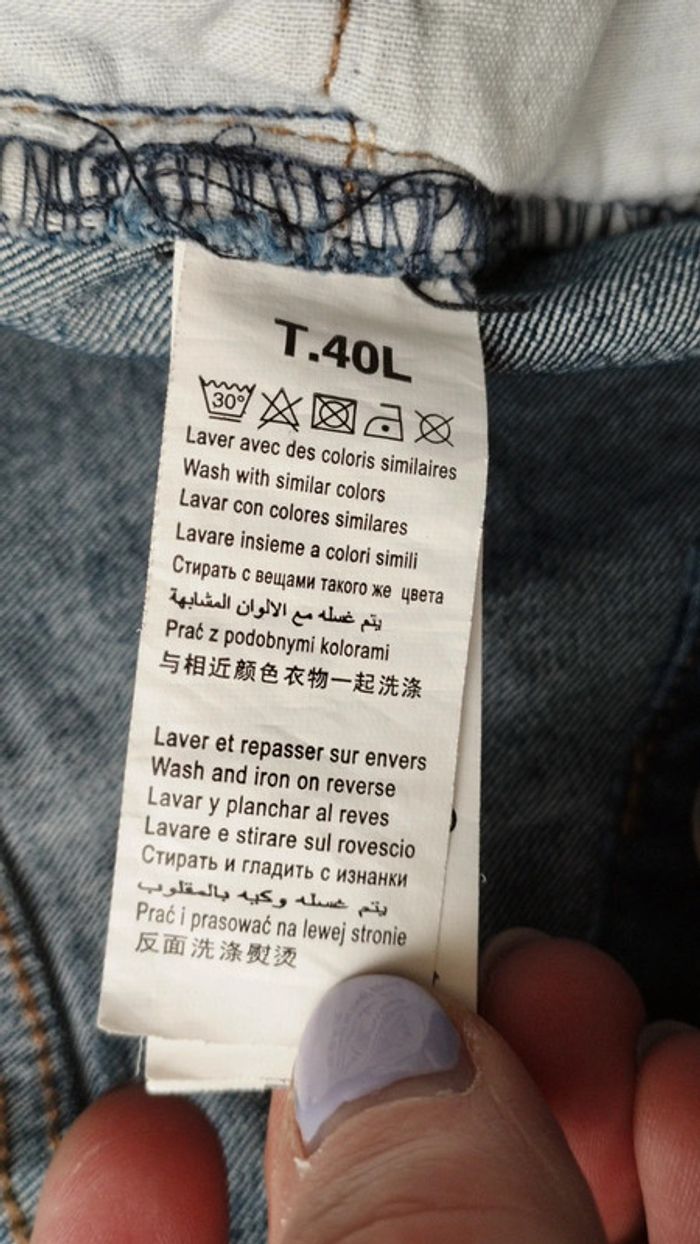 T.40L
30°
Laver avec des coloris similaires
Wash with similar colors
Lavar con colores similares
Lavare insieme a colori simili
Стирать с вещами такого же цвета
يتم غسله مع الالوان المشابهة
Prać z podobnymi kolorami
与相近颜色衣物一起洗涤
Laver et repasser sur envers
Wash and iron on reverse
Lavar y planchar al reves
Lavare e stirare sul rovescio
Стирать и гладить с изнанки
يتم غسله وكيه بالمقلوب
Prać i prasować na lewej stronie
反面洗涤熨烫